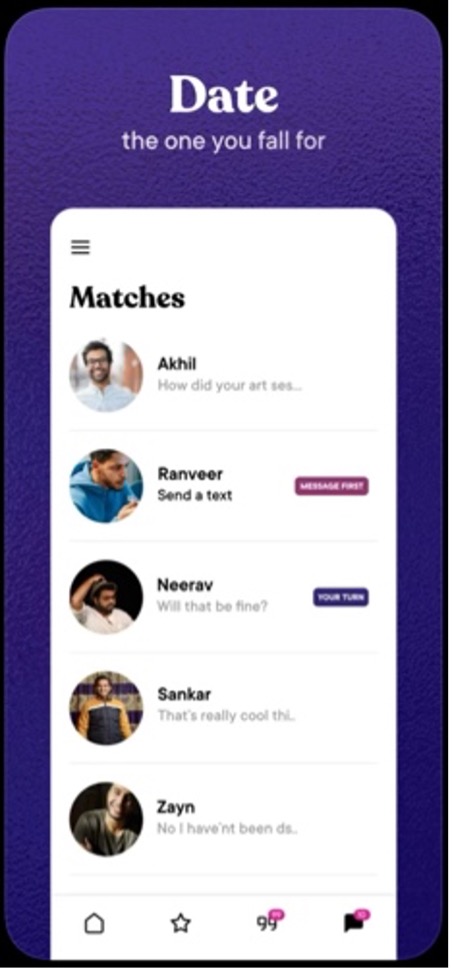 Date
the one you fall for
Matches
Akhil
How did your art ses...
Ranveer
Send a text
MESSAGE FIRST
Neerav
Will that be fine?
YOUR TURN
Sankar
That's really cool thi..
Zayn
No I have'nt been ds..